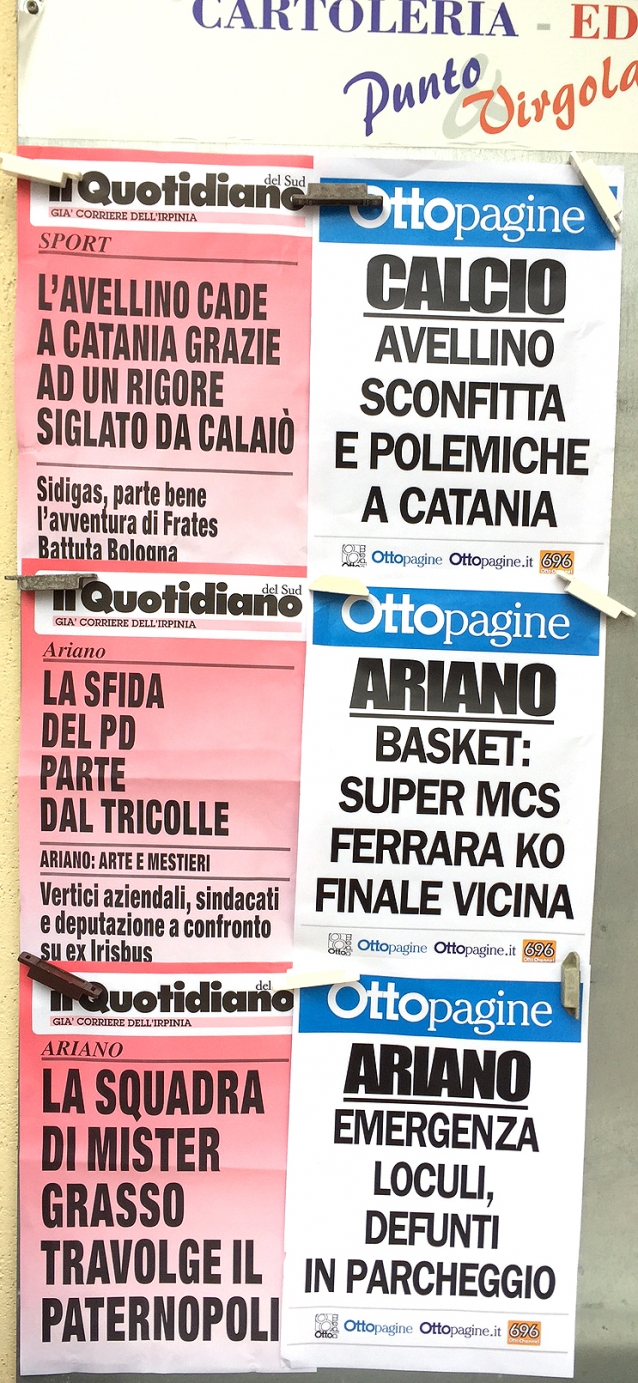 CARTOLERIA - ED
Punto & Virgola
il Quotidiano del Sud
GIA' CORRIERE DELL'IRPINIA
SPORT
L'AVELLINO CADE
A CATANIA GRAZIE
AD UN RIGORE
SIGLATO DA CALAIÒ
Sidigas, parte bene
l'avventura di Frates
Battuta Bologna
Ottopagine
CALCIO
AVELLINO
SCONFITTA
E POLEMICHE
A CATANIA
Ottopagine Ottopagine.it 696
il Quotidiano del Sud
GIA' CORRIERE DELL'IRPINIA
Ariano
LA SFIDA
DEL PD
PARTE
DAL TRICOLLE
ARIANO: ARTE E MESTIERI
Vertici aziendali, sindacati
e deputazione a confronto
su ex Irisbus
Ottopagine
ARIANO
BASKET:
SUPER MCS
FERRARA KO
FINALE VICINA
Ottopagine Ottopagine.it 696
il Quotidiano del
GIA' CORRIERE DELL'IRPINIA
ARIANO
LA SQUADRA
DI MISTER
GRASSO
TRAVOLGE IL
PATERNOPOLI
Ottopagine
ARIANO
EMERGENZA
LOCULI,
DEFUNTI
IN PARCHEGGIO
Otto Ottopagine Ottopagine.it 696